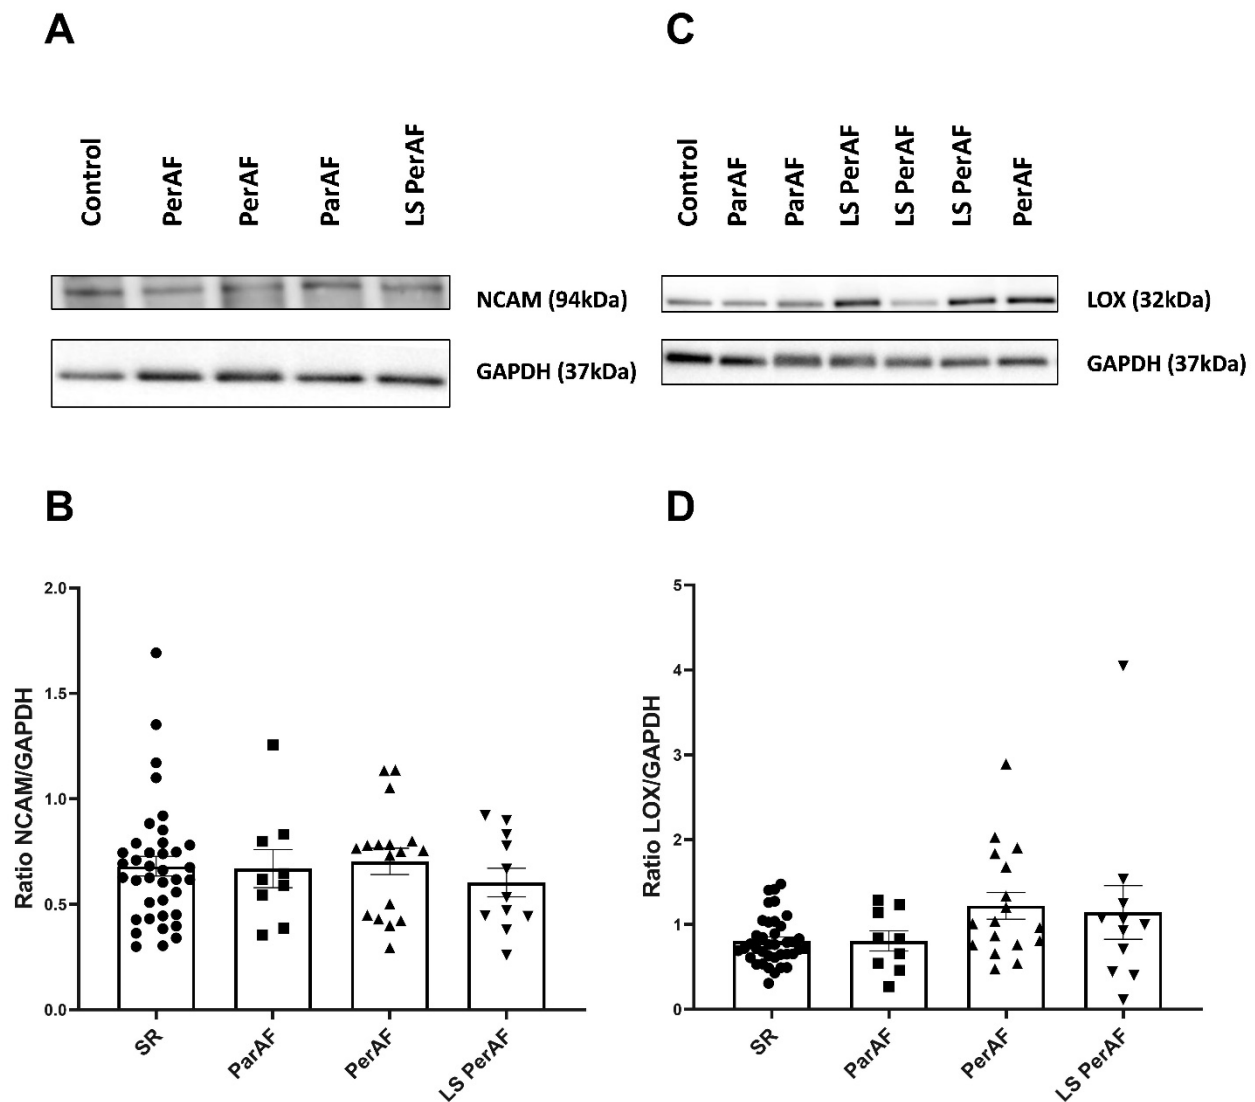 A
Control
PerAF
PerAF
ParAF
LS PerAF
NCAM (94kDa)
GAPDH (37kDa)
C
Control
ParAF
ParAF
LS PerAF
LS PerAF
LS PerAF
PerAF
LOX (32kDa)
GAPDH (37kDa)
B
Ratio NCAM/GAPDH
2.0
1.5
1.0
0.5
0.0
SR
ParAF
PerAF
LS PerAF
D
Ratio LOX/GAPDH
5
4
3
2
1
0
SR
ParAF
PerAF
LS PerAF